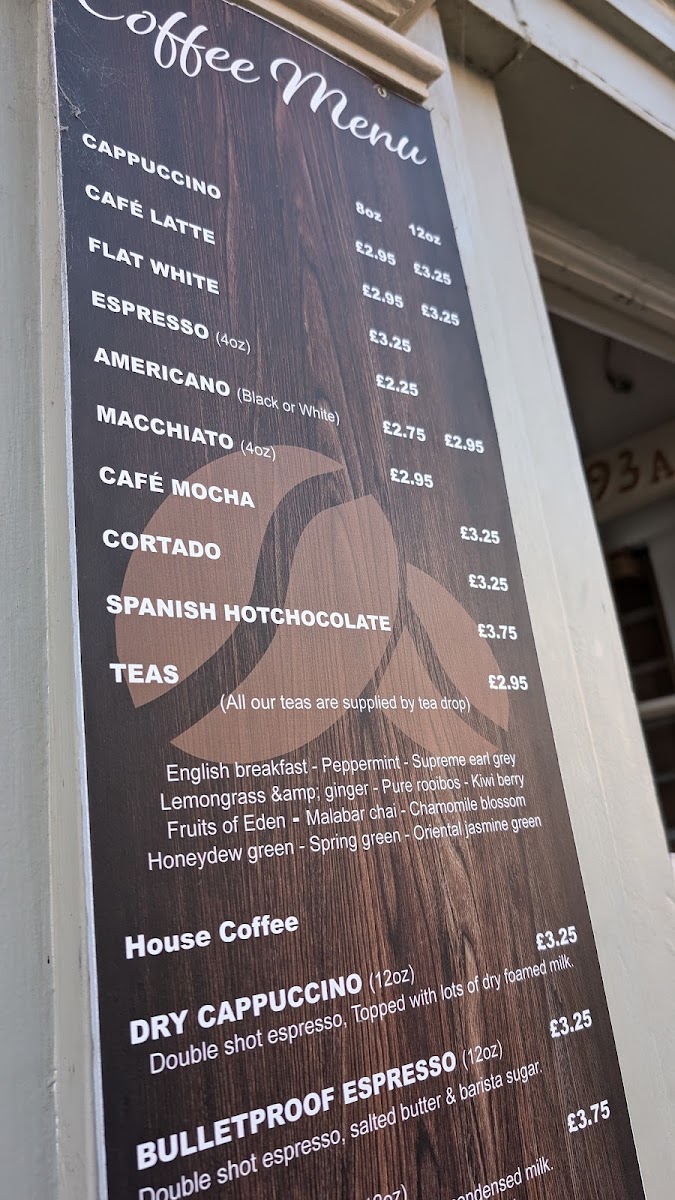 Coffee Menu
8oz 12oz
CAPPUCCINO £2.95 £3.25
CAFÉ LATTE £2.95 £3.25
FLAT WHITE £3.25
ESPRESSO (4oz) £2.25
AMERICANO (Black or White) £2.75 £2.95
MACCHIATO (4oz) £2.95
CAFÉ MOCHA £3.25
CORTADO £3.25
SPANISH HOTCHOCOLATE £3.75
TEAS £2.95
(All our teas are supplied by tea drop)
English breakfast - Peppermint - Supreme earl grey
Lemongrass &amp; ginger - Pure rooibos - Kiwi berry
Fruits of Eden - Malabar chai - Chamomile blossom
Honeydew green - Spring green - Oriental jasmine green
House Coffee
DRY CAPPUCCINO (12oz) £3.25
Double shot espresso, Topped with lots of dry foamed milk.
BULLETPROOF ESPRESSO (12oz) £3.25
Double shot espresso, salted butter & barista sugar.
£3.75
milk.
93A